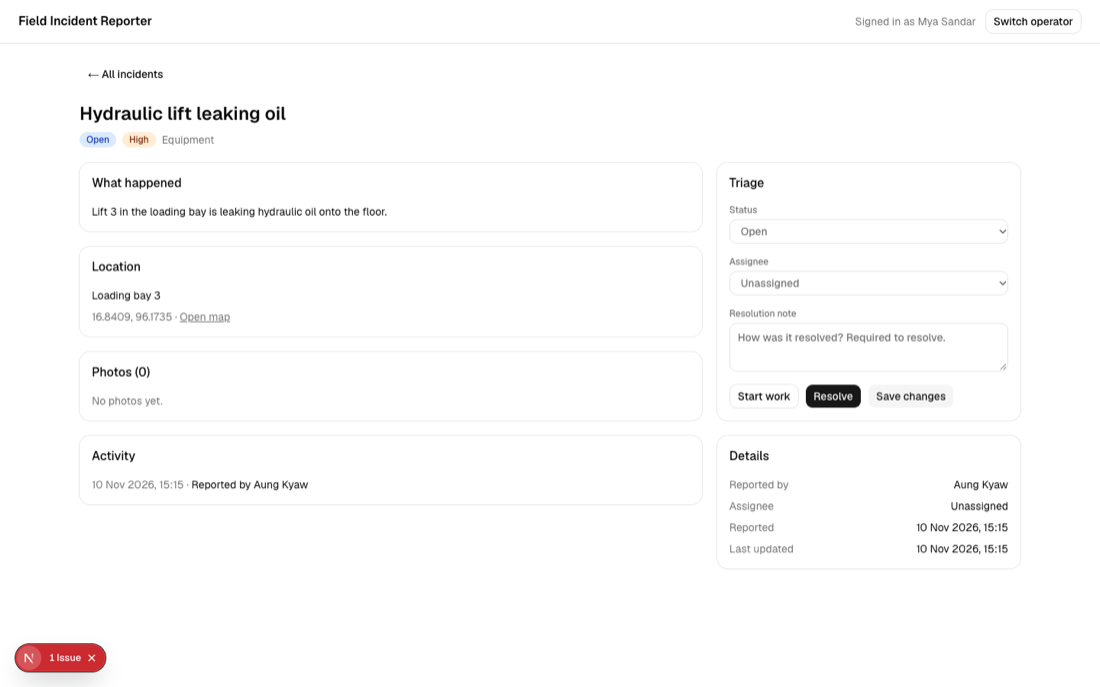 Field Incident Reporter
Signed in as Mya Sandar
Switch operator
← All incidents
Hydraulic lift leaking oil
Open High Equipment
What happened
Lift 3 in the loading bay is leaking hydraulic oil onto the floor.
Location
Loading bay 3
16.8409, 96.1735 · Open map
Photos (0)
No photos yet.
Activity
10 Nov 2026, 15:15 · Reported by Aung Kyaw
Triage
Status
Open
Assignee
Unassigned
Resolution note
How was it resolved? Required to resolve.
Start work Resolve Save changes
Details
Reported by Aung Kyaw
Assignee Unassigned
Reported 10 Nov 2026, 15:15
Last updated 10 Nov 2026, 15:15
N 1 Issue ×